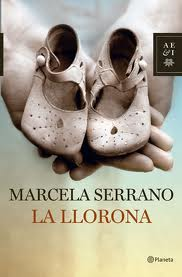 A E
& I
MARCELA SERRANO
LA LLORONA
Planeta